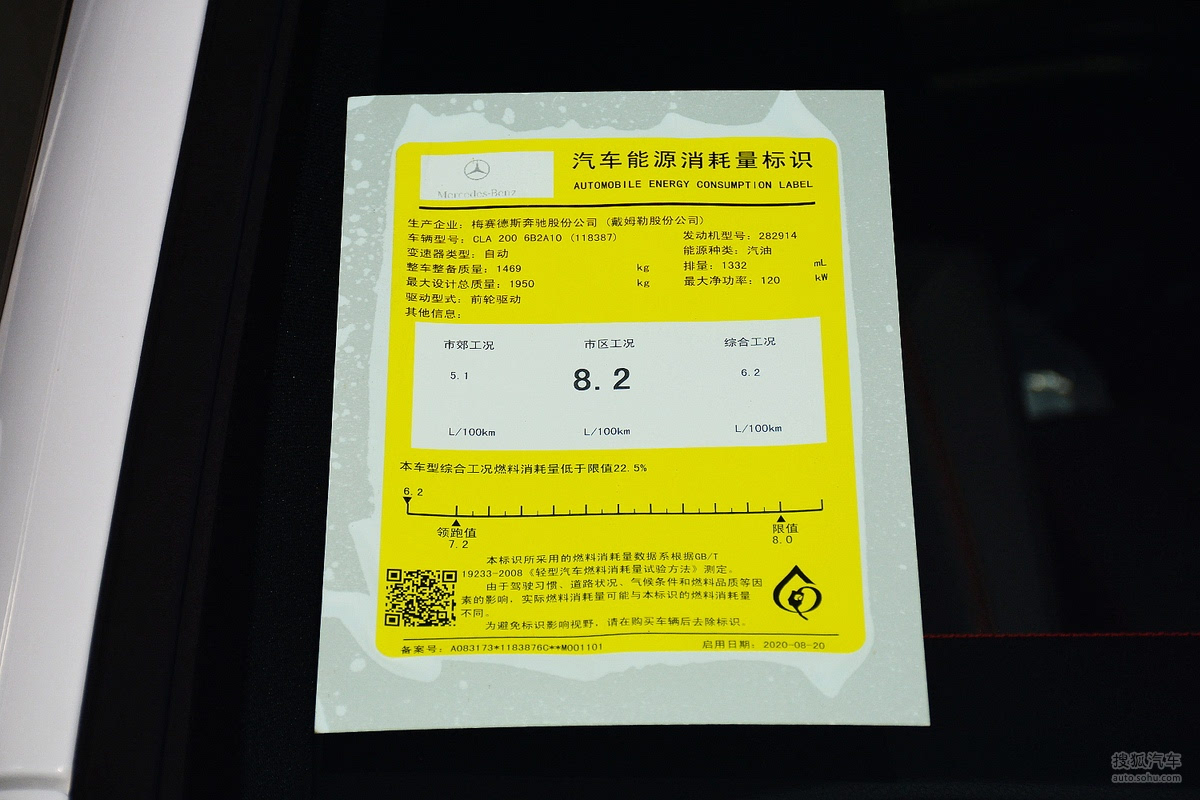 汽车能源消耗量标识
Mercedes-Benz
AUTOMOBILE ENERGY CONSUMPTION LABEL
生产企业：梅赛德斯奔驰股份公司（戴姆勒股份公司）
车辆型号：CLA 200 6B2A10 (118387) 发动机型号：282914
变速器类型：自动 能源种类：汽油
整车整备质量：1469 kg 排量：1332 mL
最大设计总质量：1950 kg 最大净功率：120 kW
驱动型式：前轮驱动
其他信息：
市郊工况 市区工况 综合工况
5.1 8.2 6.2
L/100km L/100km L/100km
本车型综合工况燃料消耗量低于限值22.5%
6.2
领跑值 限值
7.2 8.0
本标识所采用的燃料消耗量数据系根据GB/T
19233-2008《轻型汽车燃料消耗量试验方法》测定。
由于驾驶习惯、道路状况、气候条件和燃料品质等因
素的影响，实际燃料消耗量可能与本标识的燃料消耗量
不同。
为避免标识影响视野，请在购买车辆后去除标识。
备案号：A083173*1183876C**M001101 启用日期：2020-08-20
搜狐汽车
auto.sohu.com